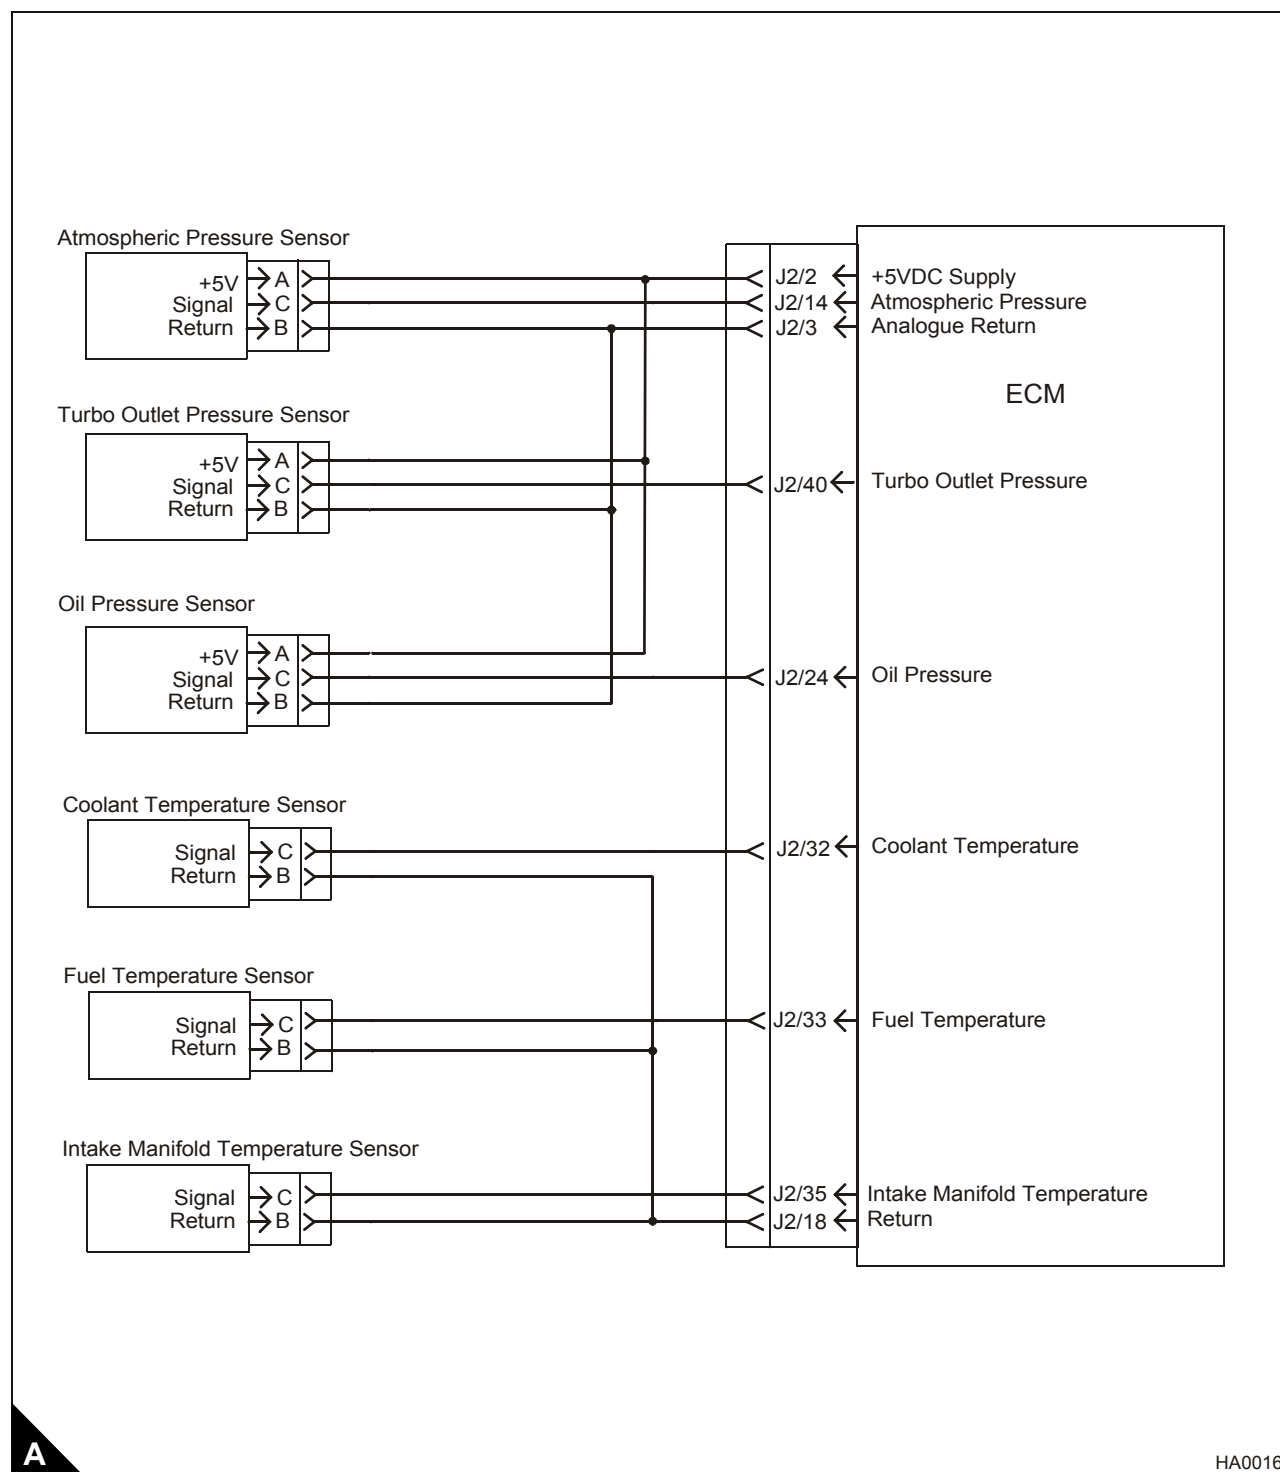 Atmospheric Pressure Sensor
+5V A J2/2 +5VDC Supply
Signal C J2/14 Atmospheric Pressure
Return B J2/3 Analogue Return
ECM
Turbo Outlet Pressure Sensor
+5V A
Signal C J2/40 Turbo Outlet Pressure
Return B
Oil Pressure Sensor
+5V A
Signal C J2/24 Oil Pressure
Return B
Coolant Temperature Sensor
Signal C J2/32 Coolant Temperature
Return B
Fuel Temperature Sensor
Signal C J2/33 Fuel Temperature
Return B
Intake Manifold Temperature Sensor
Signal C J2/35 Intake Manifold Temperature
Return B J2/18 Return
A
HA0016